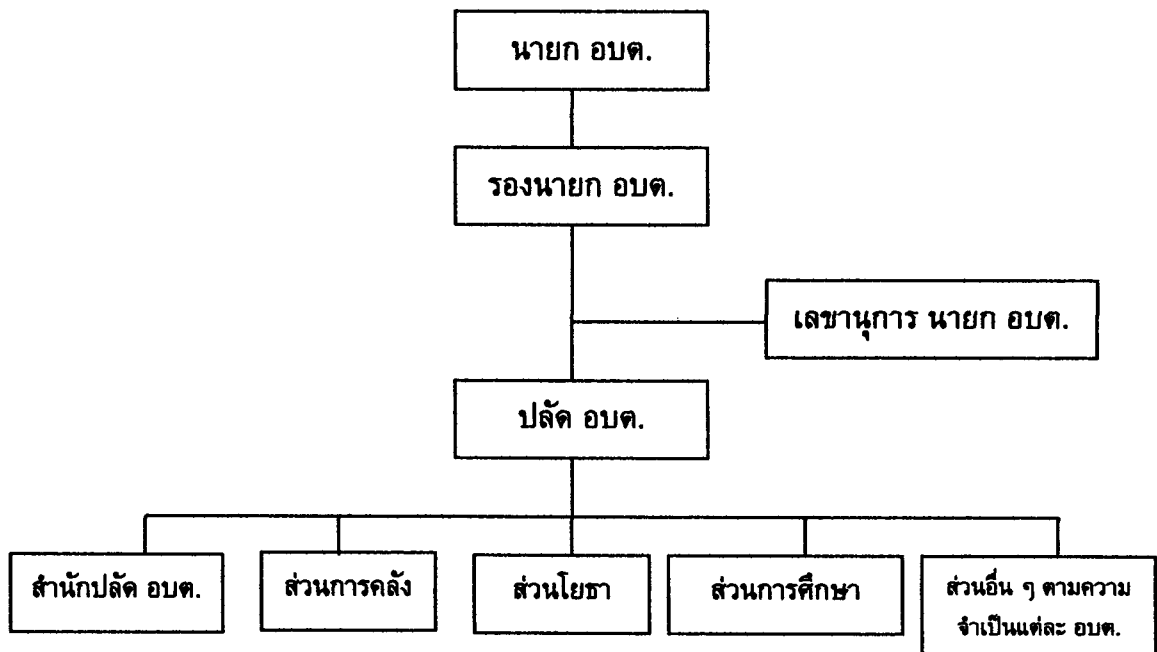 นายก อบต.
รองนายก อบต.
เลขานุการ นายก อบต.
ปลัด อบต.
สำนักปลัด อบต.
ส่วนการคลัง
ส่วนโยธา
ส่วนการศึกษา
ส่วนอื่น ๆ ตามความ
จำเป็นแต่ละ อบต.